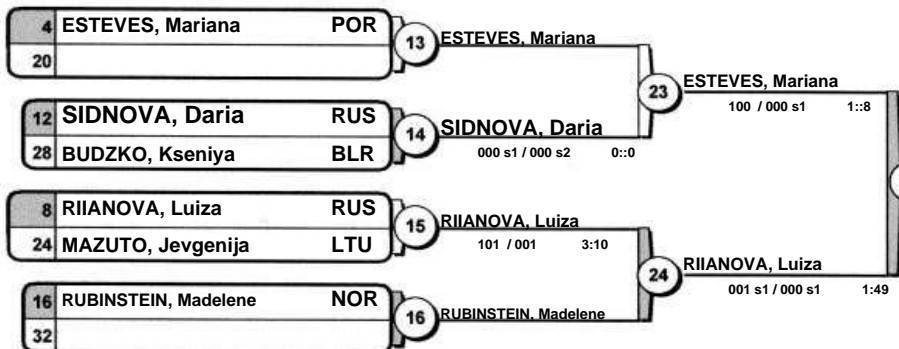 4 ESTEVES, Mariana POR
20
13
ESTEVES, Mariana
12 SIDNOVA, Daria RUS
28 BUDZKO, Kseniya BLR
14
SIDNOVA, Daria
000 s1 / 000 s2 0::0
23
ESTEVES, Mariana
100 / 000 s1 1::8
8 RIIANOVA, Luiza RUS
24 MAZUTO, Jevgenija LTU
15
RIIANOVA, Luiza
101 / 001 3:10
16 RUBINSTEIN, Madelene NOR
32
16
RUBINSTEIN, Madelene
24
RIIANOVA, Luiza
001 s1 / 000 s1 1:49